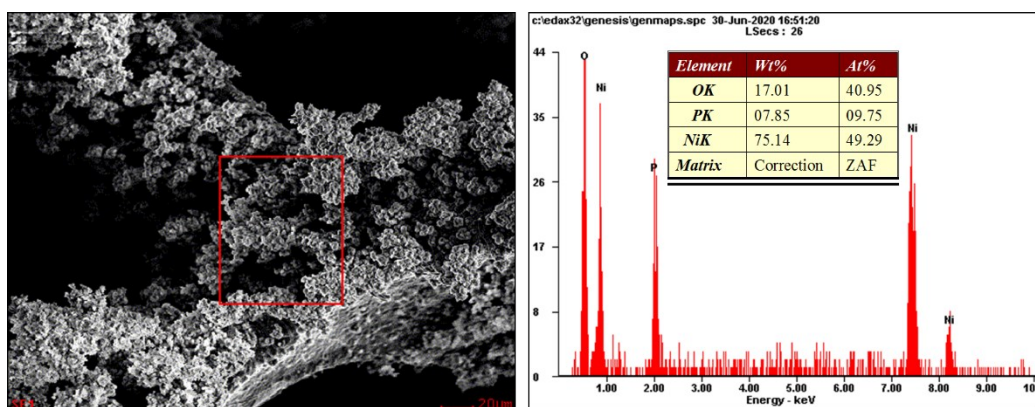 SE1
20µm
c:\edax32\genesis\genmaps.spc 30-Jun-2020 16:51:20
LSecs : 26
44
35
26
17
8
0
O
Ni
P
Ni
Ni
Element Wt% At%
OK 17.01 40.95
PK 07.85 09.75
NiK 75.14 49.29
Matrix Correction ZAF
1.00 2.00 3.00 4.00 5.00 6.00 7.00 8.00 9.00 10
Energy - keV